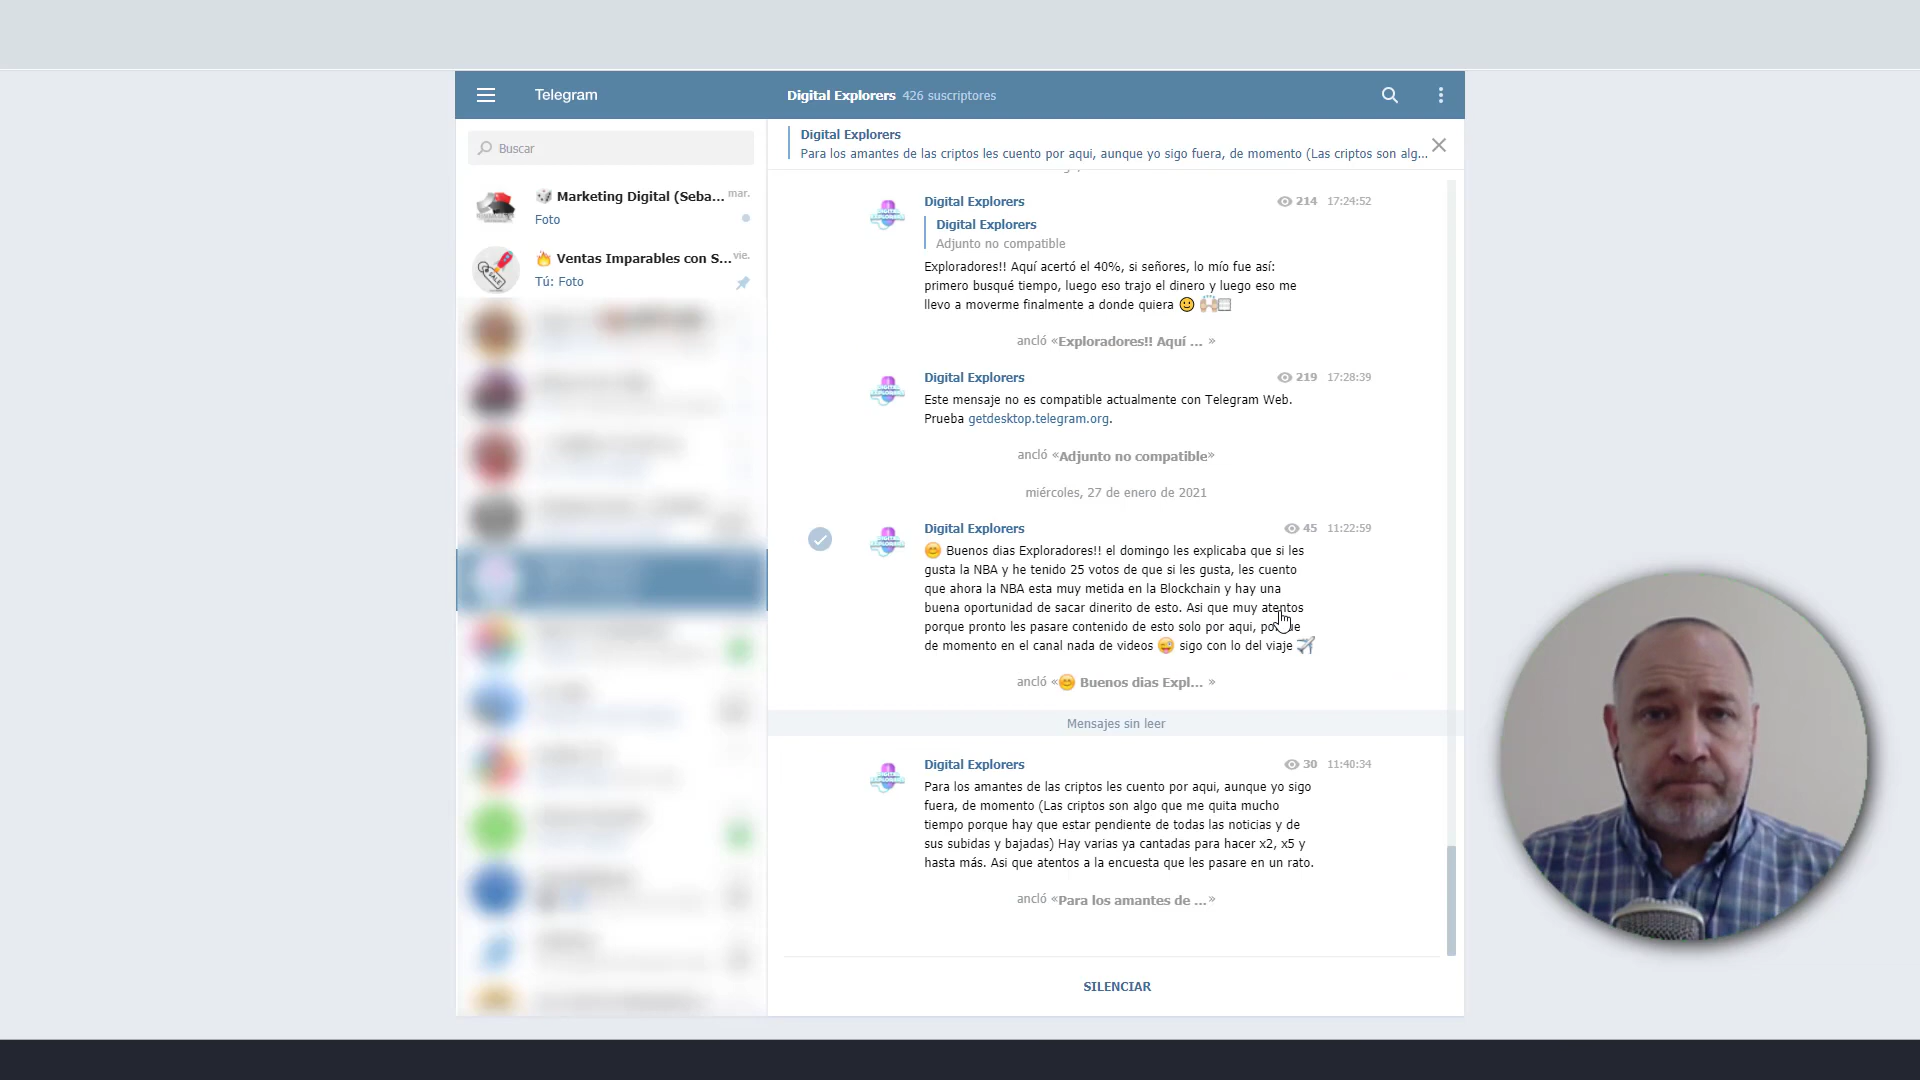 Telegram
Digital Explorers 426 suscriptores
Buscar
Marketing Digital (Seba... mar.
Foto
Ventas Imparables con S... vie.
Tú: Foto
Digital Explorers
Para los amantes de las criptos les cuento por aqui, aunque yo sigo fuera, de momento (Las criptos son alg...
Digital Explorers 214 17:24:52
Digital Explorers
Adjunto no compatible
Exploradores!! Aquí acertó el 40%, si señores, lo mío fue así:
primero busqué tiempo, luego eso trajo el dinero y luego eso me
llevo a moverme finalmente a donde quiera 🙂 🙌🏼
ancló «Exploradores!! Aquí ... »
Digital Explorers 219 17:28:39
Este mensaje no es compatible actualmente con Telegram Web.
Prueba getdesktop.telegram.org.
ancló «Adjunto no compatible»
miércoles, 27 de enero de 2021
Digital Explorers 45 11:22:59
😊 Buenos dias Exploradores!! el domingo les explicaba que si les
gusta la NBA y he tenido 25 votos de que si les gusta, les cuento
que ahora la NBA esta muy metida en la Blockchain y hay una
buena oportunidad de sacar dinerito de esto. Asi que muy atentos
porque pronto les pasare contenido de esto solo por aqui,
de momento en el canal nada de videos 😜 sigo con lo del viaje ✈️
ancló «😊 Buenos dias Expl... »
Mensajes sin leer
Digital Explorers 30 11:40:34
Para los amantes de las criptos les cuento por aqui, aunque yo sigo
fuera, de momento (Las criptos son algo que me quita mucho
tiempo porque hay que estar pendiente de todas las noticias y de
sus subidas y bajadas) Hay varias ya cantadas para hacer x2, x5 y
hasta más. Asi que atentos a la encuesta que les pasare en un rato.
ancló «Para los amantes de ...»
SILENCIAR